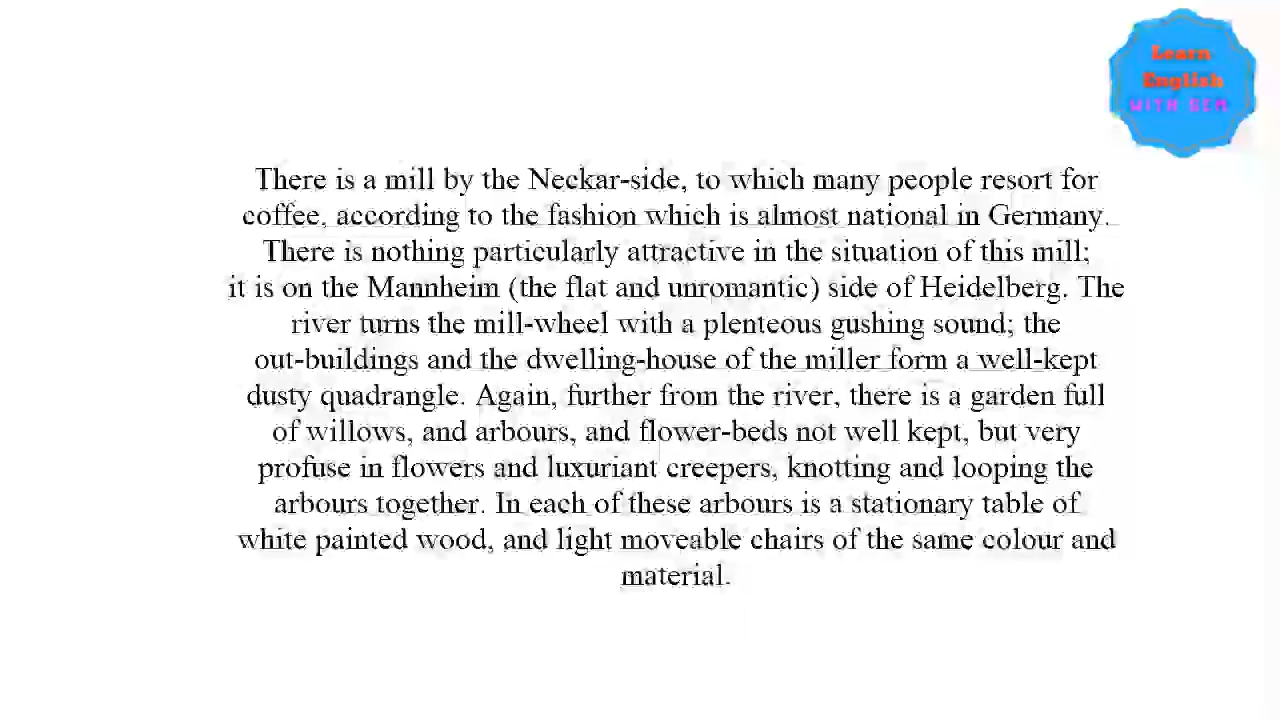 Learn
English
WITH GEM
There is a mill by the Neckar-side, to which many people resort for
coffee, according to the fashion which is almost national in Germany.
There is nothing particularly attractive in the situation of this mill;
it is on the Mannheim (the flat and unromantic) side of Heidelberg. The
river turns the mill-wheel with a plenteous gushing sound; the
out-buildings and the dwelling-house of the miller form a well-kept
dusty quadrangle. Again, further from the river, there is a garden full
of willows, and arbours, and flower-beds not well kept, but very
profuse in flowers and luxuriant creepers, knotting and looping the
arbours together. In each of these arbours is a stationary table of
white painted wood, and light moveable chairs of the same colour and
material.